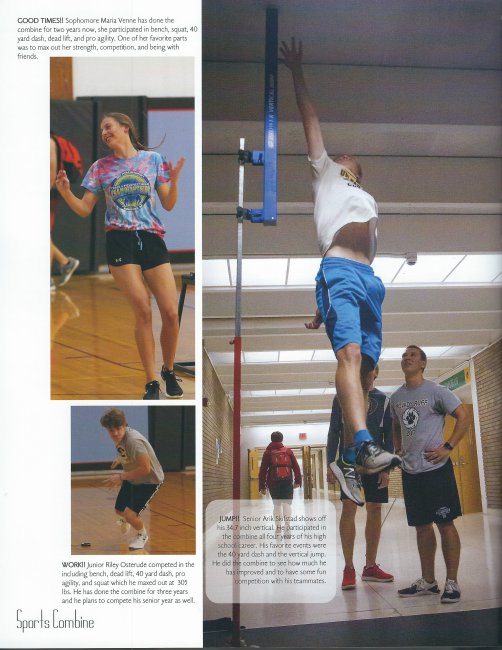 GOOD TIMES!! Sophomore Maria Venne has done the
combine for two years now, she participated in bench, squat, 40
yard dash, dead lift, and pro agility. One of her favorite parts
was to max out her strength, competition, and being with
friends.
JUMP!! Senior Arik Skifstad shows off
his 34.7 inch vertical. He participated in
the combine all four years of his high
school career. His favorite events were
the 40 yard dash and the vertical jump.
He did the combine to see how much he
has improved and to have some fun
competition with his teammates.
WORK!! Junior Riley Osterude competed in the
including bench, dead lift, 40 yard dash, pro
agility, and squat which he maxed out at 305
lbs. He has done the combine for three years
and he plans to compete his senior year as well.
Sports Combine